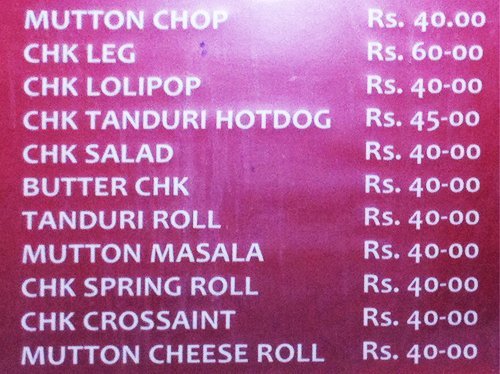 MUTTON CHOP Rs. 40.00
CHK LEG Rs. 60-00
CHK LOLIPOP Rs. 40-00
CHK TANDURI HOTDOG Rs. 45-00
CHK SALAD Rs. 40-00
BUTTER CHK Rs. 40-00
TANDURI ROLL Rs. 40-00
MUTTON MASALA Rs. 40-00
CHK SPRING ROLL Rs. 40-00
CHK CROSSAINT Rs. 40-00
MUTTON CHEESE ROLL Rs. 40-00